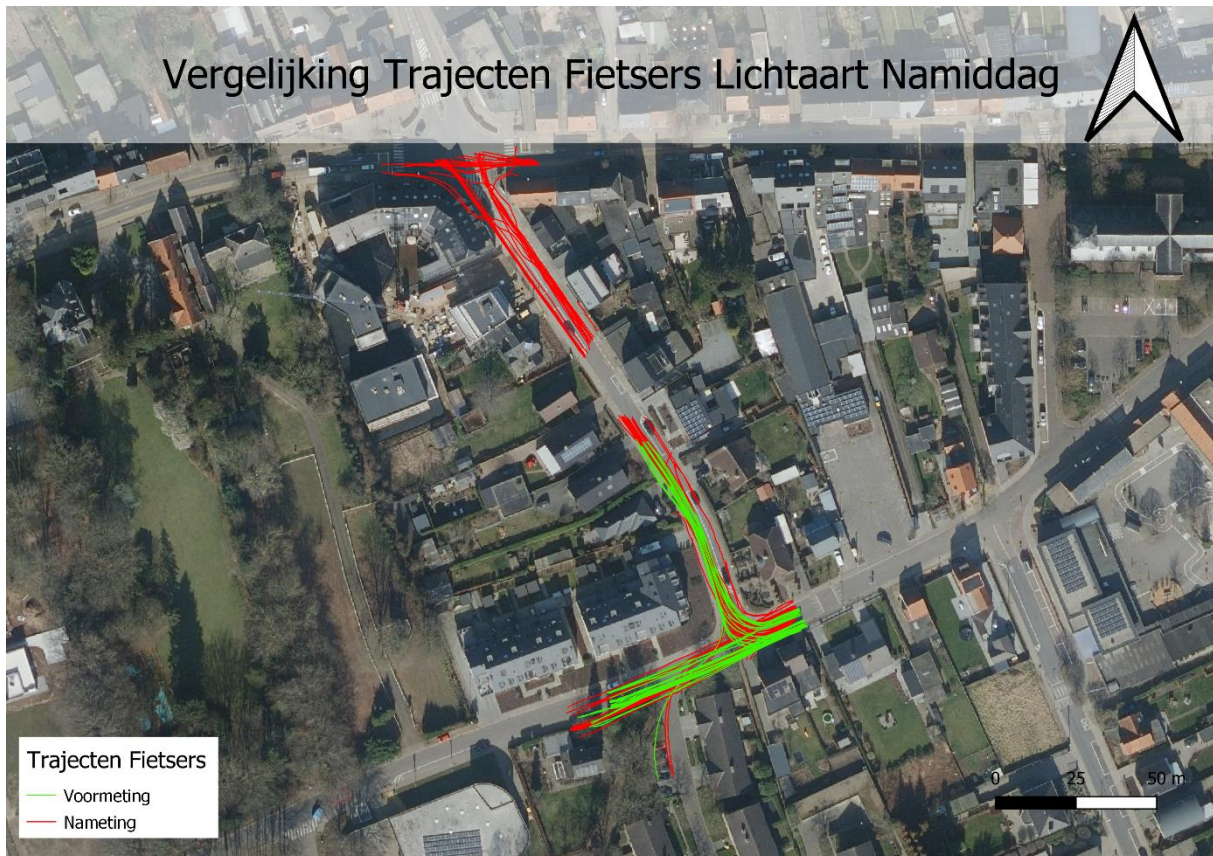 Vergelijking Trajecten Fietsers Lichtaart Namiddag
Trajecten Fietsers
Voormeting
Nameting
0 25 50 m